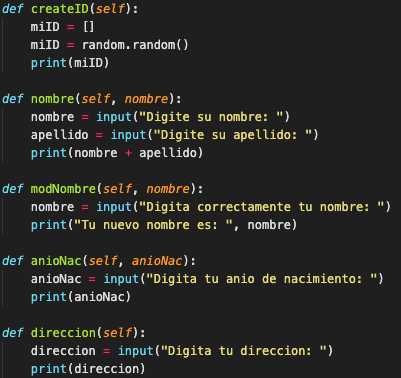 def createID(self):
    miID = []
    miID = random.random()
    print(miID)
def nombre(self, nombre):
    nombre = input("Digite su nombre: ")
    apellido = input("Digite su apellido: ")
    print(nombre + apellido)
def modNombre(self, nombre):
    nombre = input("Digita correctamente tu nombre: ")
    print("Tu nuevo nombre es: ", nombre)
def anioNac(self, anioNac):
    anioNac = input("Digita tu anio de nacimiento: ")
    print(anioNac)
def direccion(self):
    direccion = input("Digita tu direccion: ")
    print(direccion)